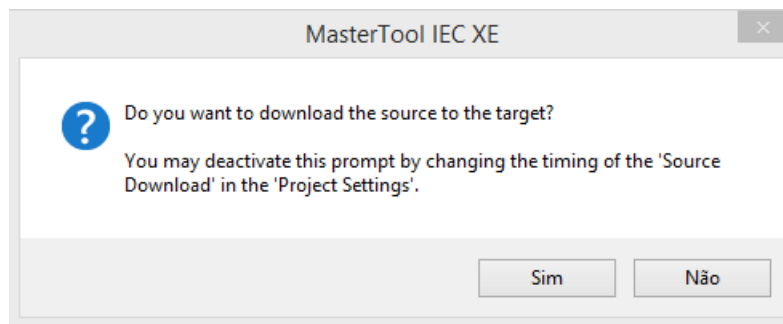 MasterTool IEC XE
Do you want to download the source to the target?
You may deactivate this prompt by changing the timing of the 'Source
Download' in the 'Project Settings'.
Sim
Não